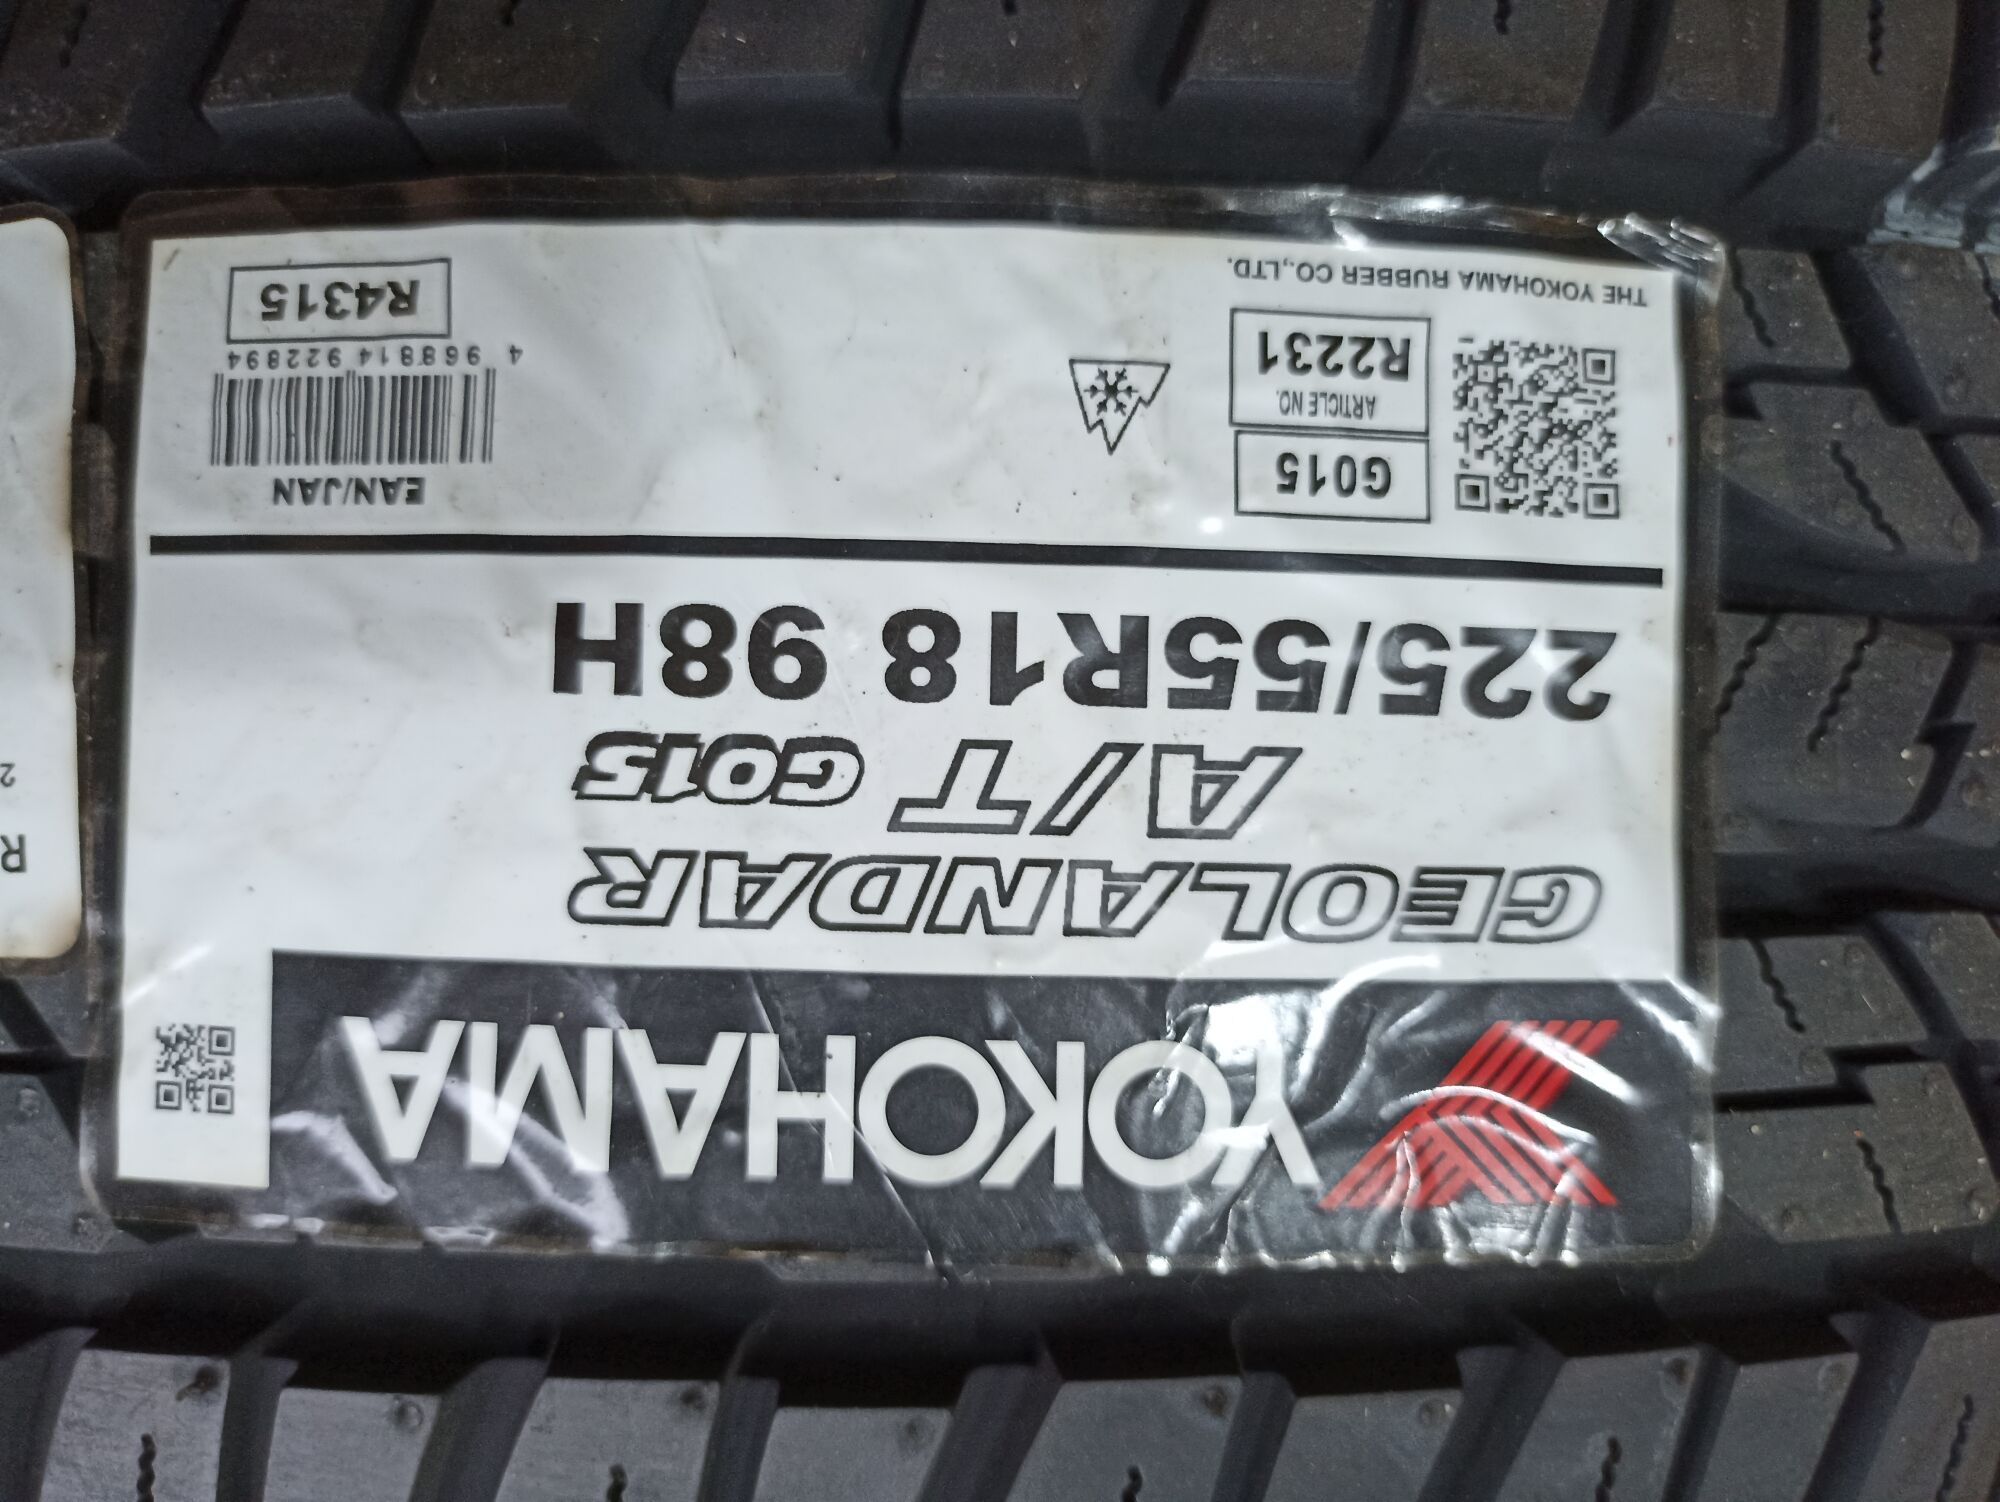 YOKOHAMA
GEOLANDAR
A/T G015
225/55R18 98H
G015
ARTICLE NO.
R2231
THE YOKOHAMA RUBBER CO.,LTD.
EAN/JAN
4 968814 922894
R4315
R
2